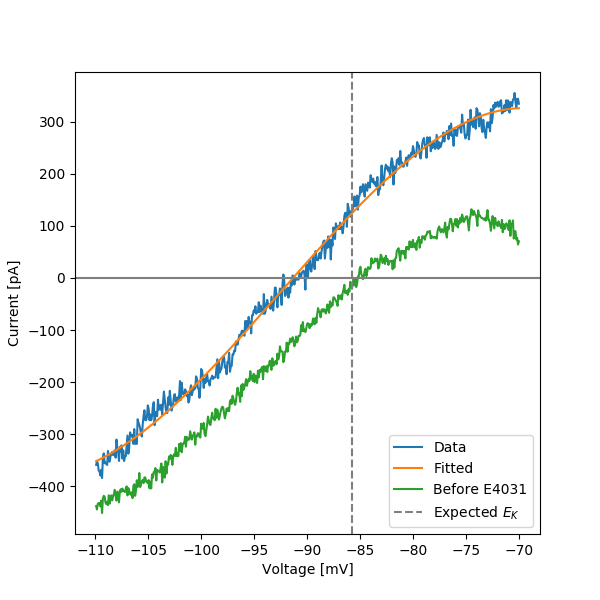 300
200
100
0
−100
−200
−300
−400
Current [pA]
−110 −105 −100 −95 −90 −85 −80 −75 −70
Voltage [mV]
Data
Fitted
Before E4031
Expected E_K